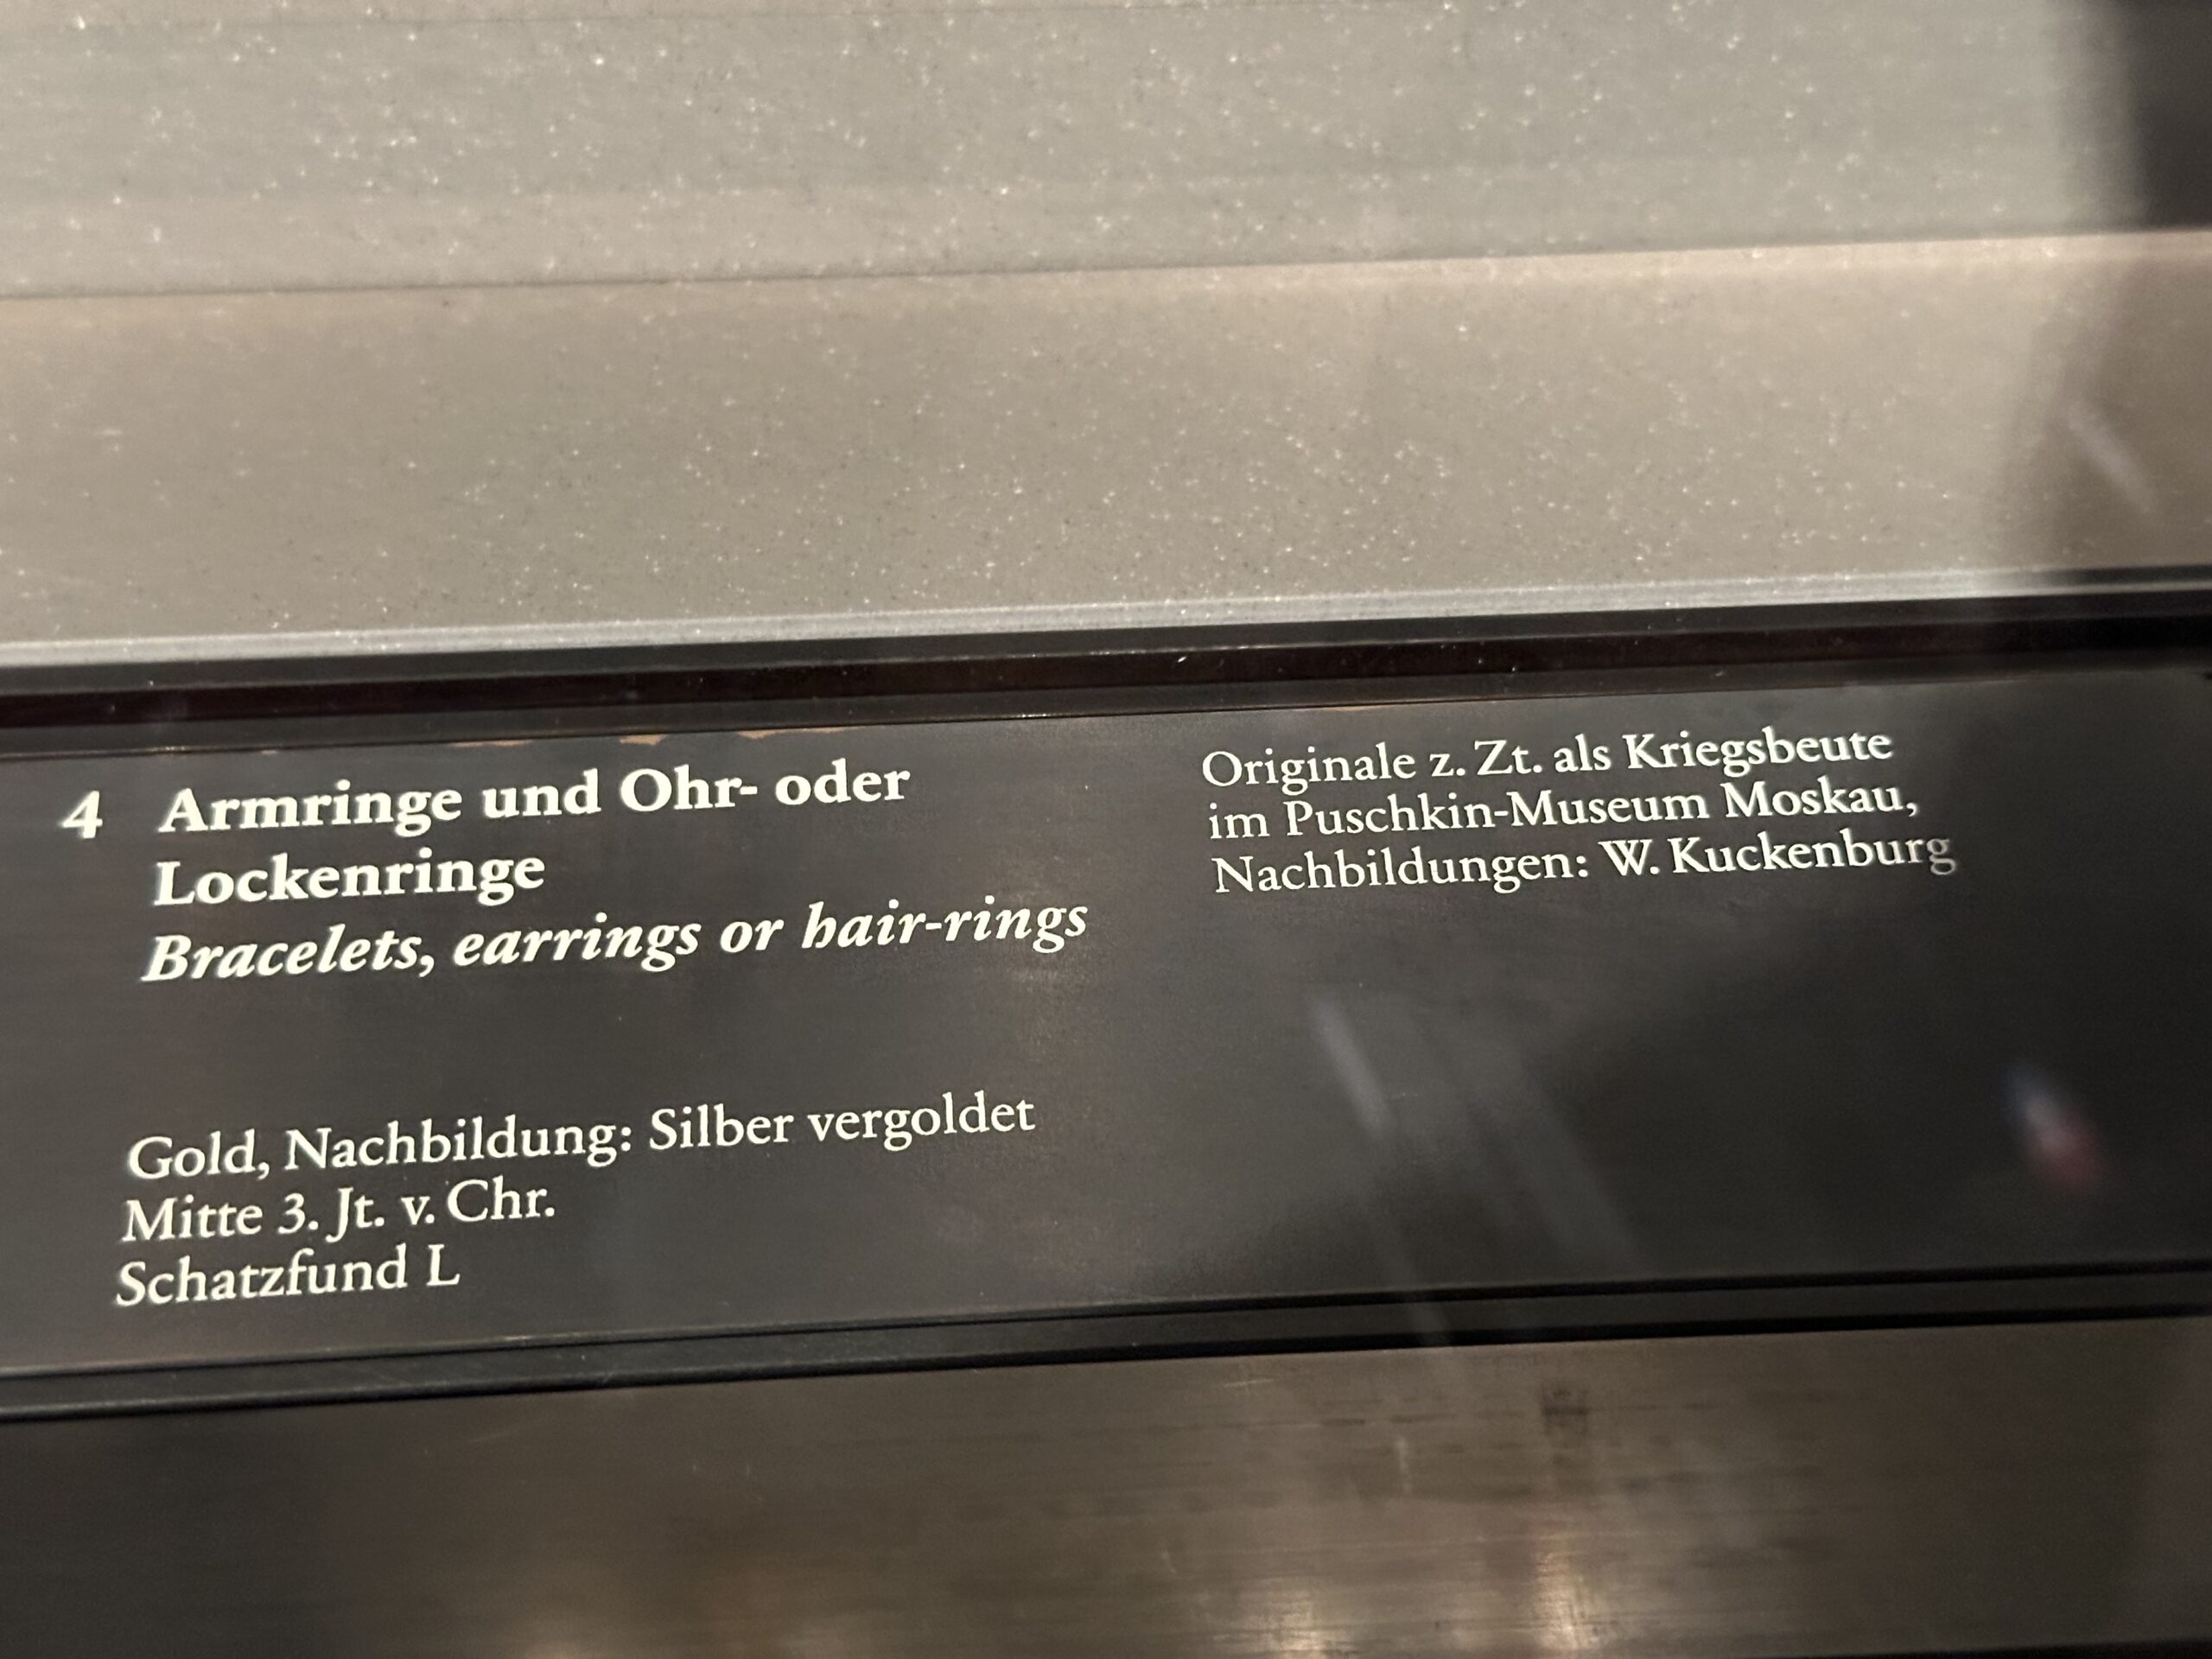 4 Armringe und Ohr- oder
Lockenringe
Bracelets, earrings or hair-rings
Gold, Nachbildung: Silber vergoldet
Mitte 3. Jt. v. Chr.
Schatzfund L
Originale z. Zt. als Kriegsbeute
im Puschkin-Museum Moskau,
Nachbildungen: W. Kuckenburg